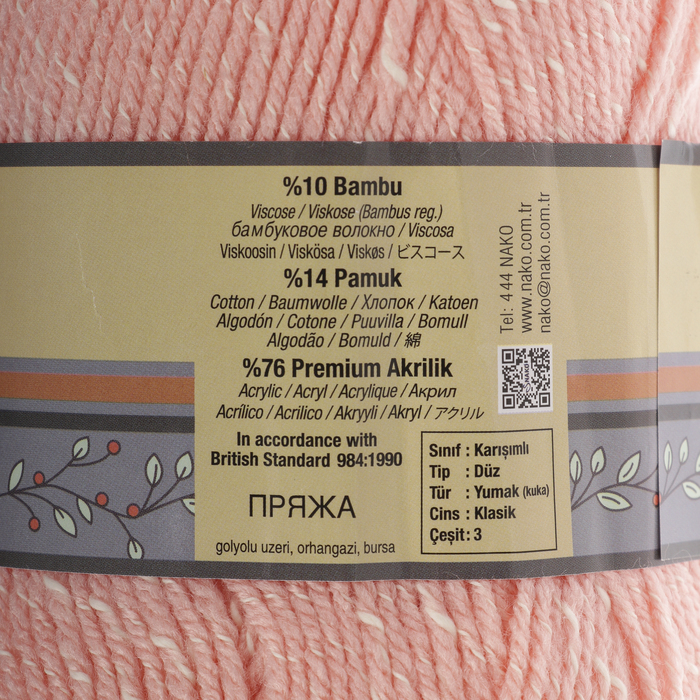 %10 Bambu
Viscose / Viskose (Bambus reg.)
бамбуковое волокно / Viscosa
Viskoosin / Viskösa / Viskøs / ビスコース
%14 Pamuk
Cotton / Baumwolle / Хлопок / Katoen
Algodón / Cotone / Puuvilla / Bomull
Algodão / Bomuld / 綿
%76 Premium Akrilik
Acrylic / Acryl / Acrylique / Акрил
Acrílico / Acrilico / Akryyli / Akryl / アクリル
In accordance with
British Standard 984:1990
ПРЯЖА
golyolu uzeri, orhangazi, bursa
Tel: 4 44 NAKO
www.nako.com.tr
nako@nako.com.tr
NAKO
Sınıf : Karışımlı
Tip : Düz
Tür : Yumak (kuka)
Cins : Klasik
Çeşit : 3